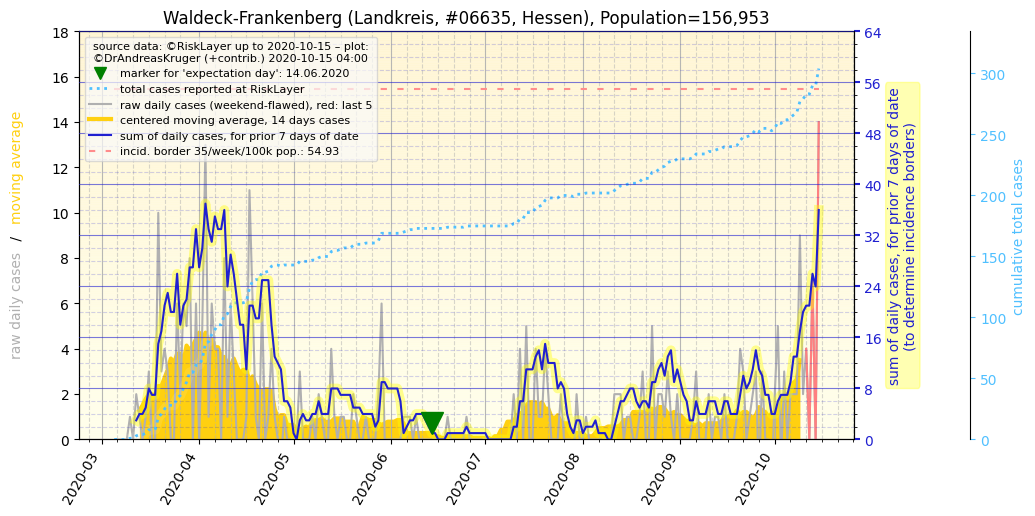 Waldeck-Frankenberg (Landkreis, #06635, Hessen), Population=156,953
source data: ©RiskLayer up to 2020-10-15 – plot:
©DrAndreasKruger (+contrib.) 2020-10-15 04:00
marker for 'expectation day': 14.06.2020
total cases reported at RiskLayer
raw daily cases (weekend-flawed), red: last 5
centered moving average, 14 days cases
sum of daily cases, for prior 7 days of date
incid. border 35/week/100k pop.: 54.93
raw daily cases / moving average
18
16
14
12
10
8
6
4
2
0
64
56
48
40
32
24
16
8
0
sum of daily cases, for prior 7 days of date
(to determine incidence borders)
300
250
200
150
100
50
0
cumulative total cases
2020-03
2020-04
2020-05
2020-06
2020-07
2020-08
2020-09
2020-10